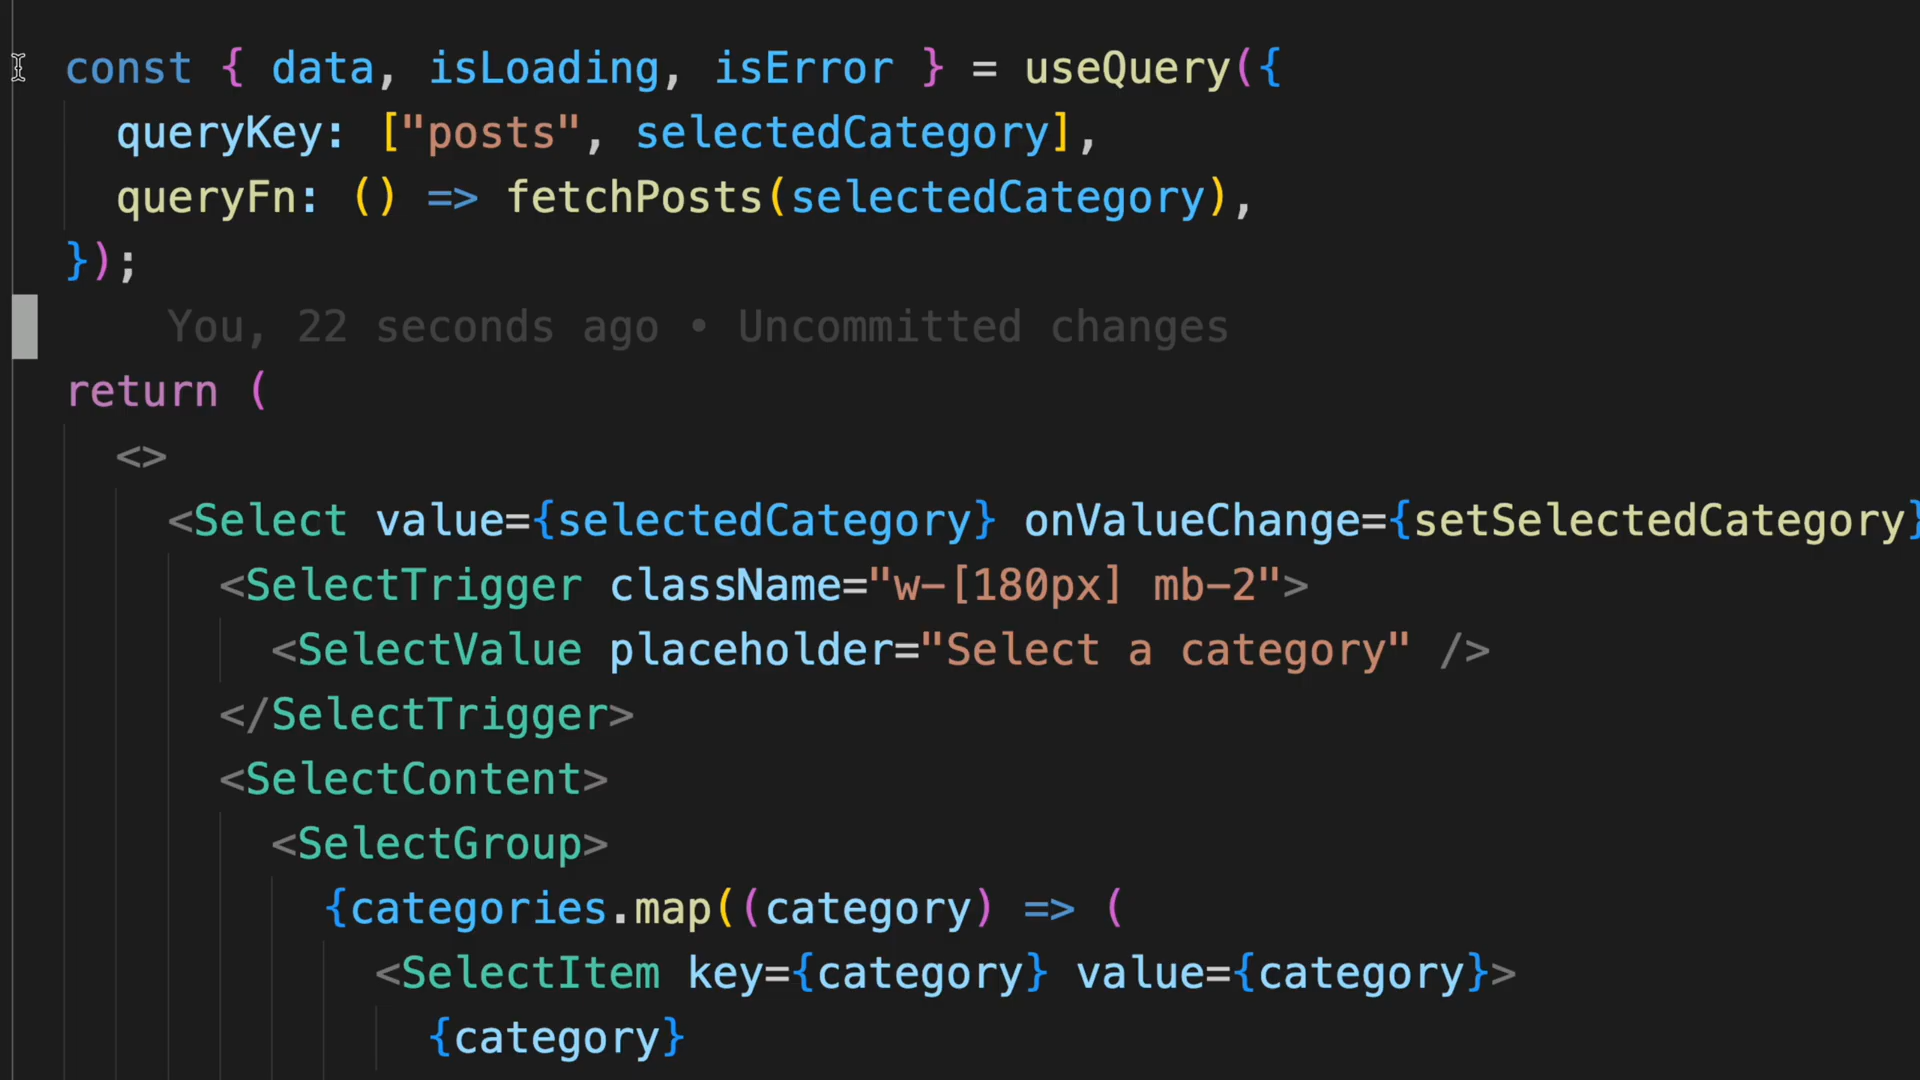 const { data, isLoading, isError } = useQuery({
queryKey: ["posts", selectedCategory],
queryFn: () => fetchPosts(selectedCategory),
});
You, 22 seconds ago • Uncommitted changes
return (
<>
<Select value={selectedCategory} onValueChange={setSelectedCategory}
<SelectTrigger className="w-[180px] mb-2">
<SelectValue placeholder="Select a category" />
</SelectTrigger>
<SelectContent>
<SelectGroup>
{categories.map((category) => (
<SelectItem key={category} value={category}>
{category}